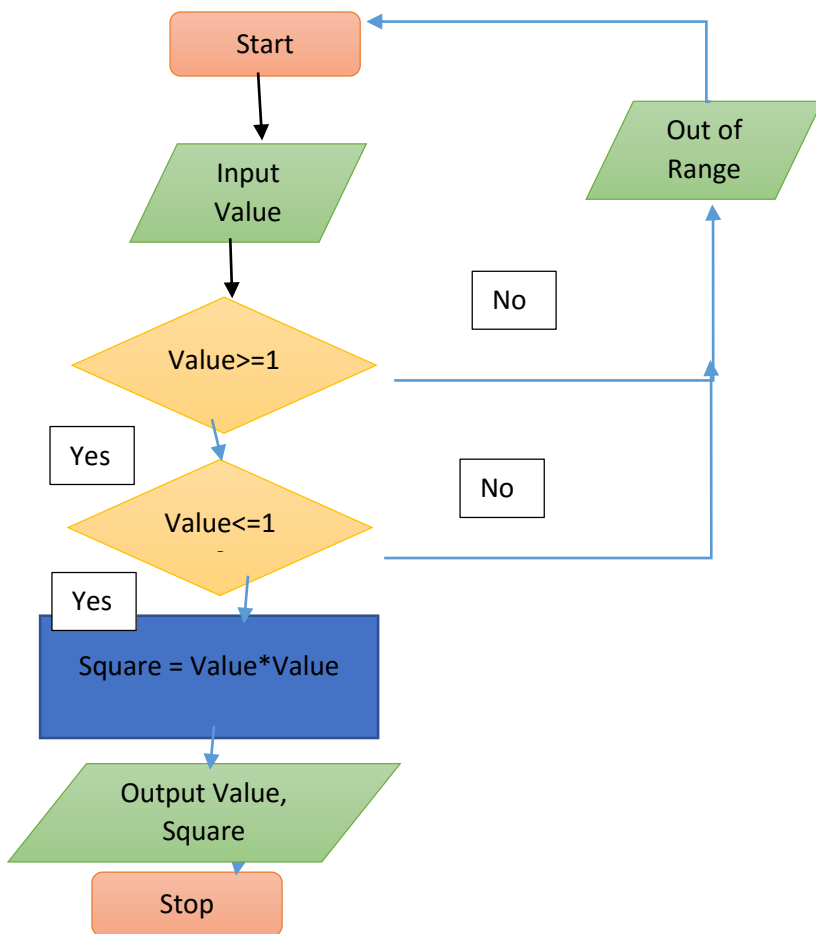 Start
Out of
Range
Input
Value
No
Value>=1
Yes
No
Value<=1
Yes
Square = Value*Value
Output Value,
Square
Stop